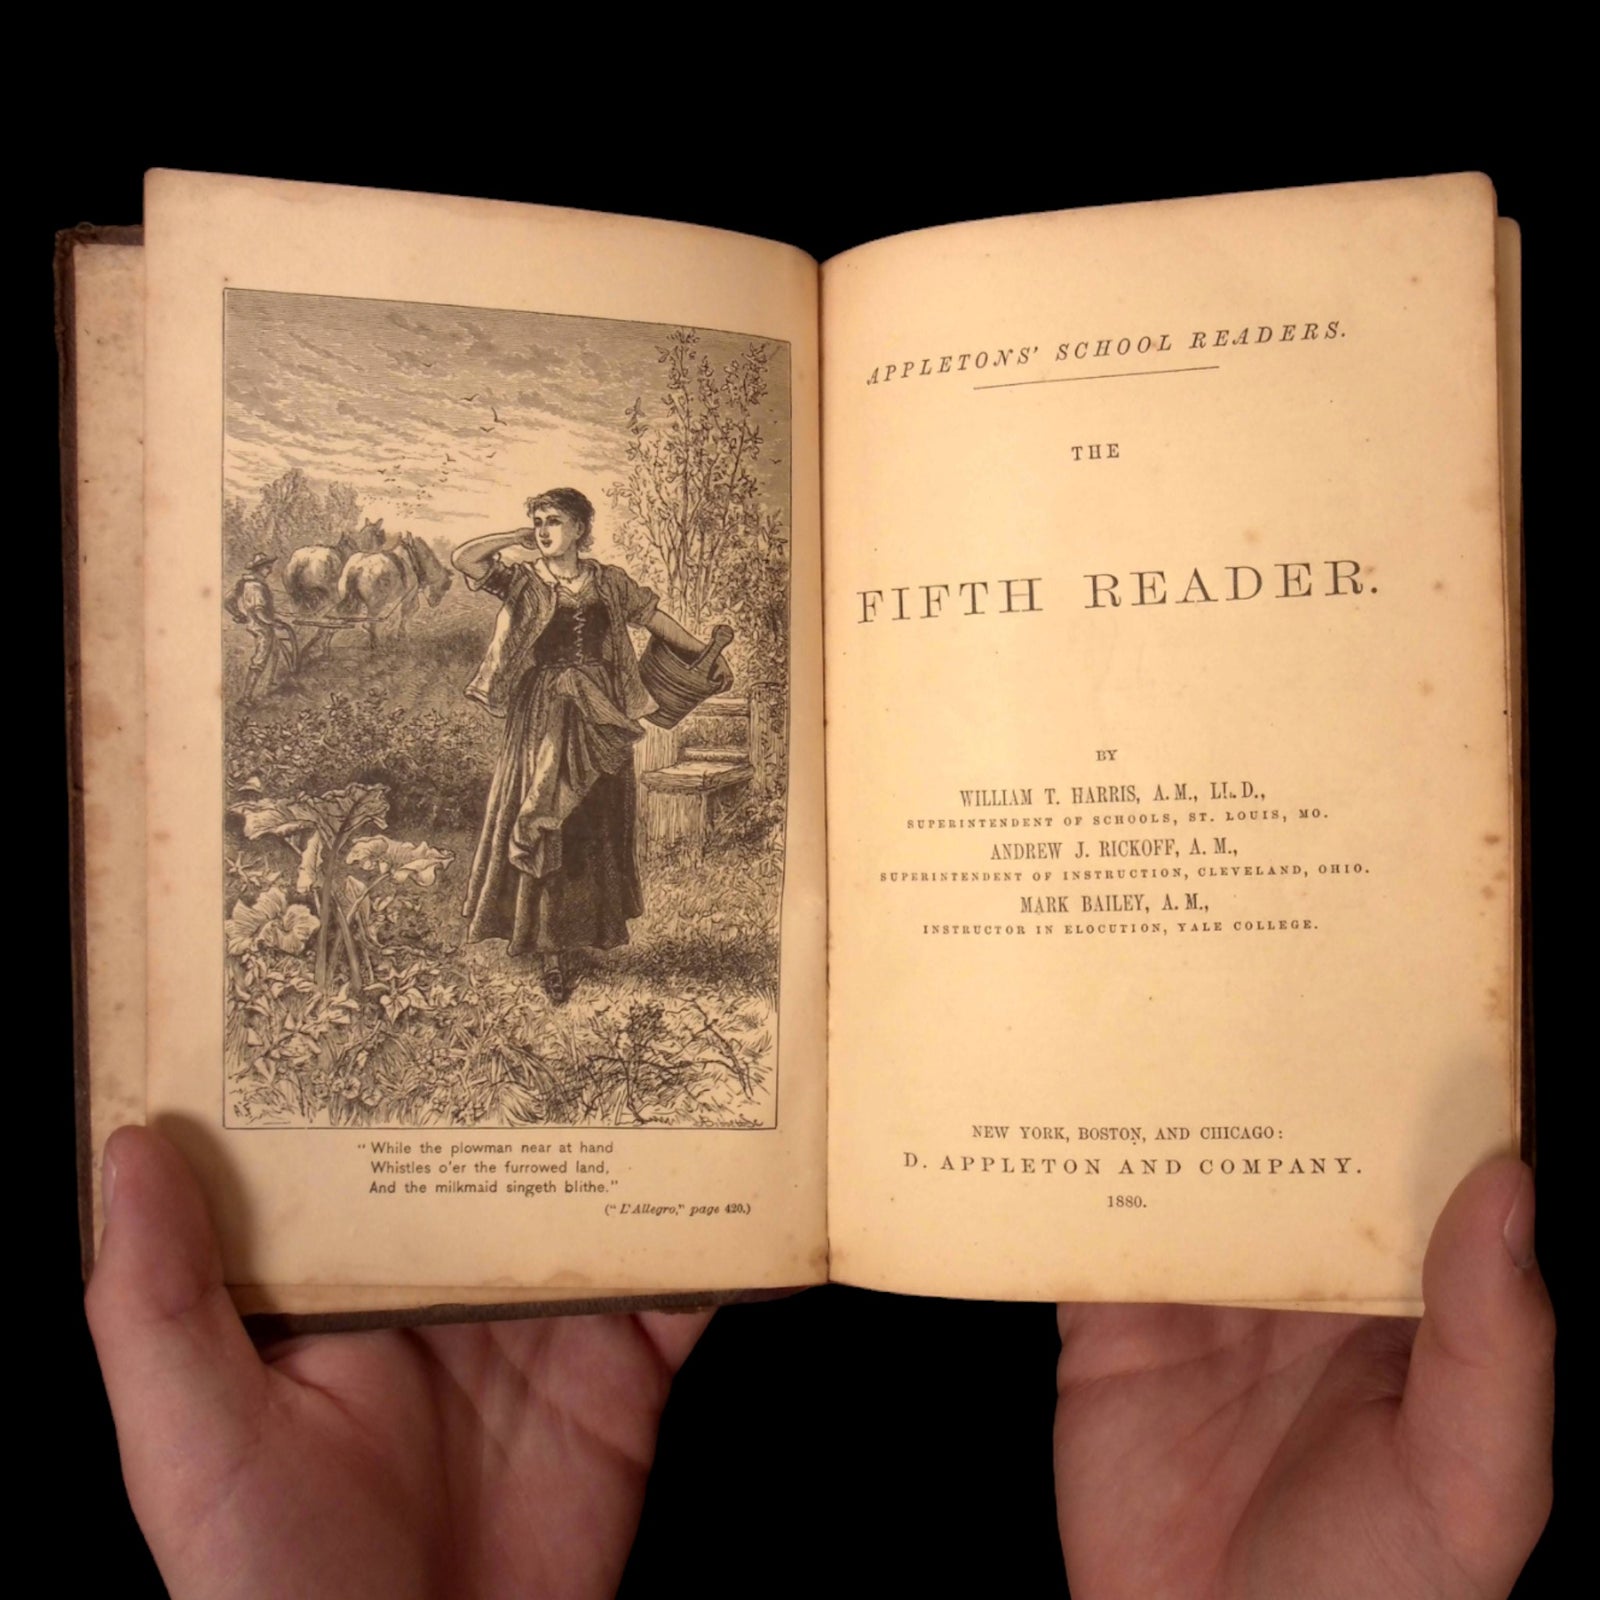 "While the plowman near at hand
Whistles o'er the furrowed land,
And the milkmaid singeth blithe."
("L'Allegro," page 420.)
APPLETONS' SCHOOL READERS.
THE
FIFTH READER.
BY
WILLIAM T. HARRIS, A.M., LL.D.,
SUPERINTENDENT OF SCHOOLS, ST. LOUIS, MO.
ANDREW J. RICKOFF, A.M.,
SUPERINTENDENT OF INSTRUCTION, CLEVELAND, OHIO.
MARK BAILEY, A.M.,
INSTRUCTOR IN ELOCUTION, YALE COLLEGE.
NEW YORK, BOSTON, AND CHICAGO:
D. APPLETON AND COMPANY.
1880.